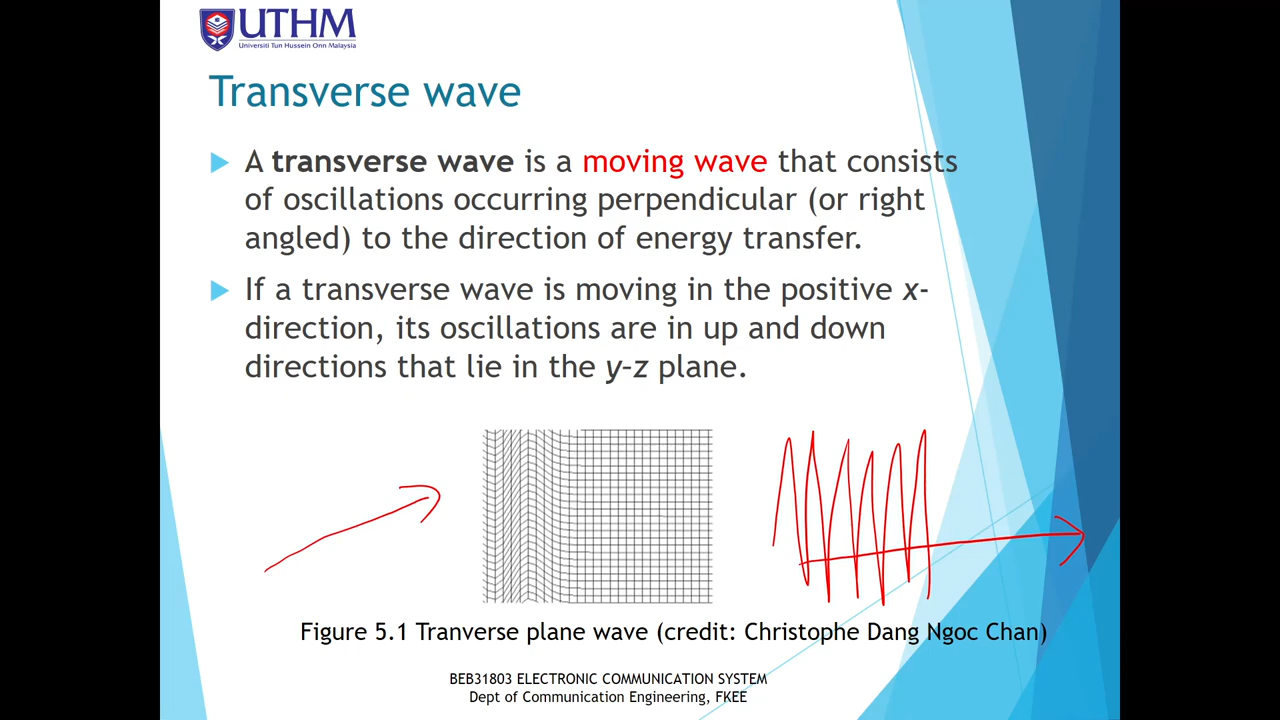 UTHM
Universiti Tun Hussein Onn Malaysia
Transverse wave
A transverse wave is a moving wave that consists
of oscillations occurring perpendicular (or right
angled) to the direction of energy transfer.
If a transverse wave is moving in the positive x-
direction, its oscillations are in up and down
directions that lie in the y–z plane.
Figure 5.1 Tranverse plane wave (credit: Christophe Dang Ngoc Chan)
BEB31803 ELECTRONIC COMMUNICATION SYSTEM
Dept of Communication Engineering, FKEE